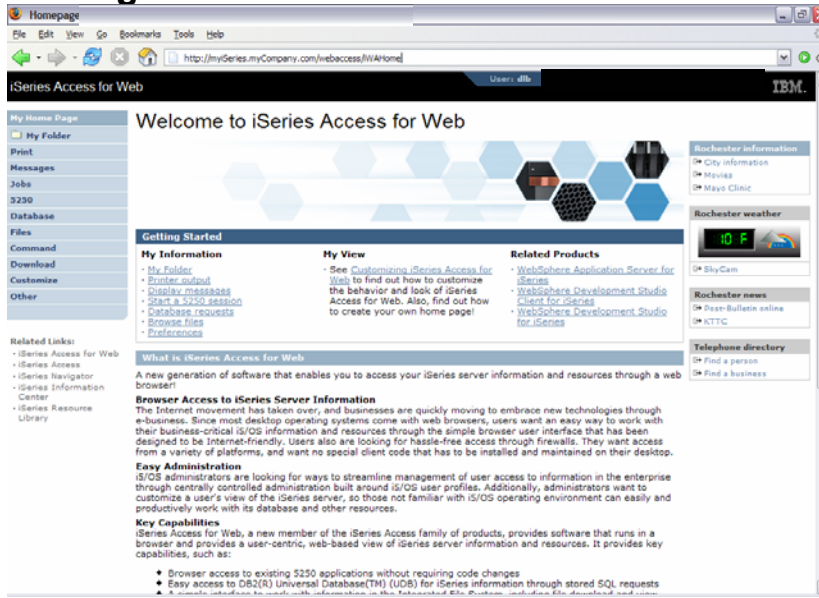 Homepage
File Edit View Go Bookmarks Tools Help
http://myiSeries.myCompany.com/webaccess/iWAHome
iSeries Access for Web
User: dlb
IBM.
My Home Page
My Folder
Print
Messages
Jobs
5250
Database
Files
Command
Download
Customize
Other
Related Links:
• iSeries Access for Web
• iSeries Access
• iSeries Navigator
• iSeries Information
Center
• iSeries Resource
Library
Welcome to iSeries Access for Web
Getting Started
My Information
• My Folder
• Printer output
• Display messages
• Start a 5250 session
• Database requests
• Browse files
• Preferences
My View
• See Customizing iSeries Access for
Web to find out how to customize
the behavior and look of iSeries
Access for Web. Also, find out how
to create your own home page!
Related Products
• WebSphere Application Server for
iSeries
• WebSphere Development Studio
Client for iSeries
• WebSphere Development Studio
for iSeries
What is iSeries Access for Web
A new generation of software that enables you to access your iSeries server information and resources through a web
browser!
Browser Access to iSeries Server Information
The Internet movement has taken over, and businesses are quickly moving to embrace new technologies through
e-business. Since most desktop operating systems come with web browsers, users want an easy way to work with
their business-critical i5/OS information and resources through the simple browser user interface that has been
designed to be Internet-friendly. Users also are looking for hassle-free access through firewalls. They want access
from a variety of platforms, and want no special client code that has to be installed and maintained on their desktop.
Easy Administration
i5/OS administrators are looking for ways to streamline management of user access to information in the enterprise
through centrally controlled administration built around i5/OS user profiles. Additionally, administrators want to
customize a user's view of the iSeries server, so those not familiar with i5/OS operating environment can easily and
productively work with its database and other resources.
Key Capabilities
iSeries Access for Web, a new member of the iSeries Access family of products, provides software that runs in a
browser and provides a user-centric, web-based view of iSeries server information and resources. It provides key
capabilities, such as:
◆ Browser access to existing 5250 applications without requiring code changes
◆ Easy access to DB2(R) Universal Database(TM) (UDB) for iSeries information through stored SQL requests
◆ A simple interface to work with information in the Integrated File System, including file download and view
Rochester information
City information
Movies
Mayo Clinic
Rochester weather
10 F
SkyCam
Rochester news
Post-Bulletin online
KTTC
Telephone directory
Find a person
Find a business